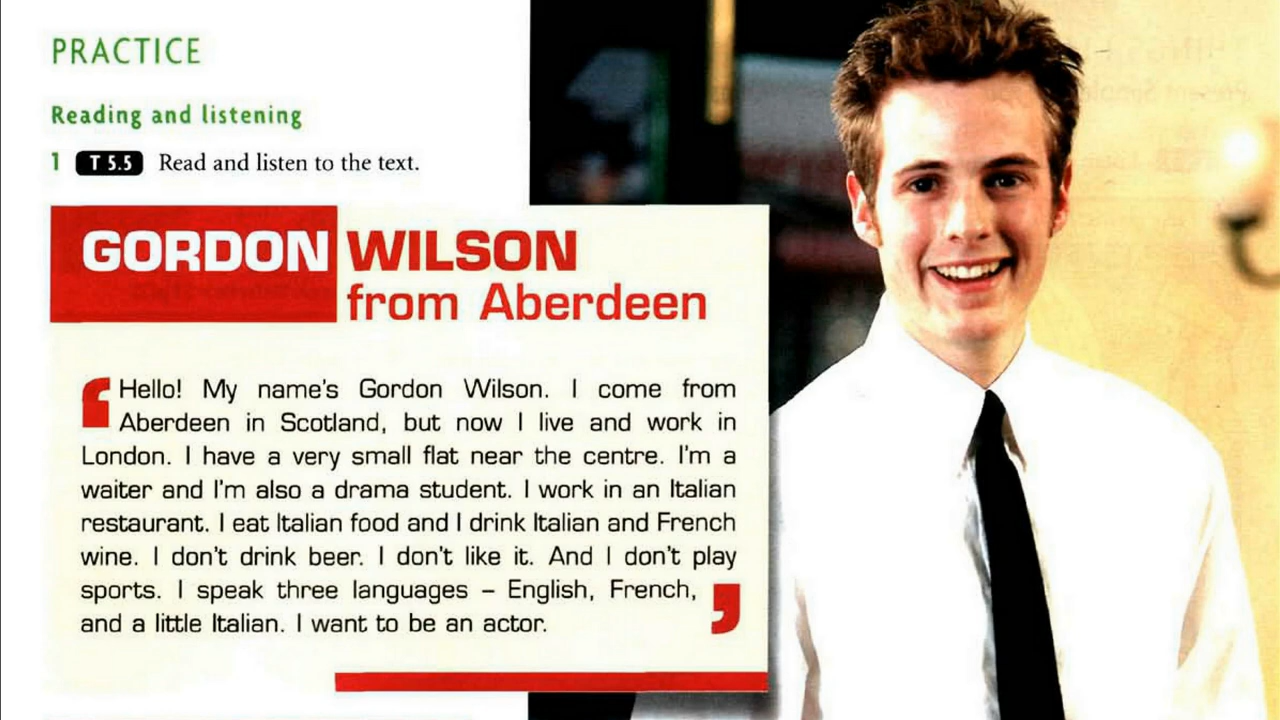 PRACTICE
Reading and listening
1 T 5.5 Read and listen to the text.
GORDON WILSON
from Aberdeen
‘Hello! My name's Gordon Wilson. I come from
Aberdeen in Scotland, but now I live and work in
London. I have a very small flat near the centre. I'm a
waiter and I'm also a drama student. I work in an Italian
restaurant. I eat Italian food and I drink Italian and French
wine. I don't drink beer. I don't like it. And I don't play
sports. I speak three languages – English, French,
and a little Italian. I want to be an actor.’